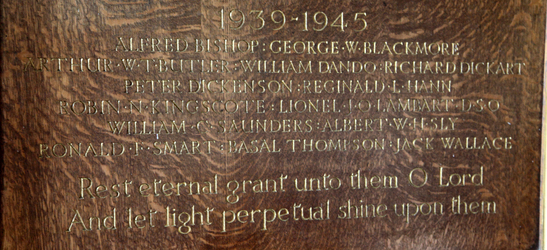 1939·1945
ALFRED BISHOP : GEORGE·W·BLACKMORE
ARTHUR·W·T·BUTLER · WILLIAM DANDO · RICHARD DICKART
PETER DICKENSON : REGINALD·L·HANN
ROBIN·N·KINGSCOTE : LIONEL·I·O·LAMBART·DSO
WILLIAM·C·SAUNDERS : ALBERT·W·
RONALD·F·SMART : BASAL THOMPSON : JACK WALLACE
Rest eternal grant unto them O Lord
And let light perpetual shine upon them